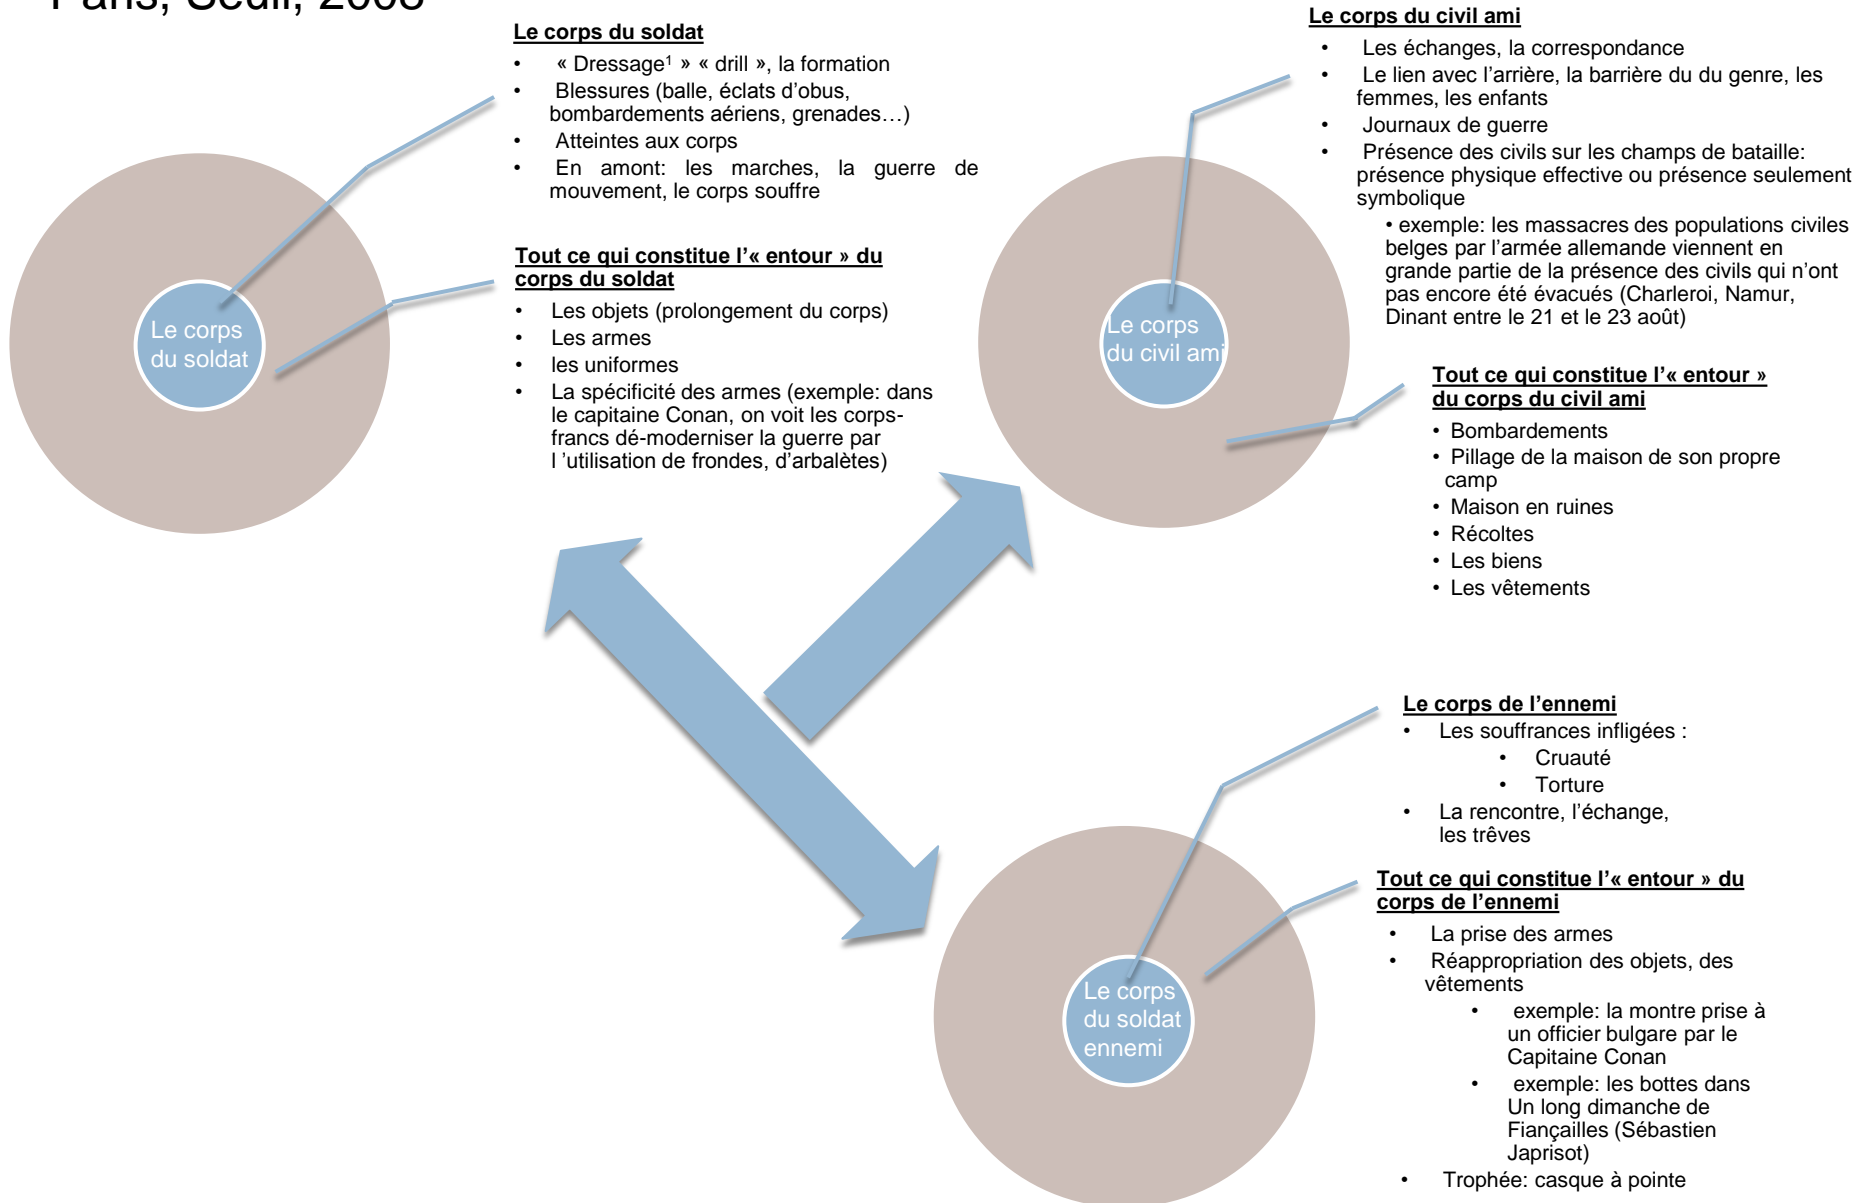 Paris, Seuil, 2008
Le corps du soldat
• « Dressage¹ » « drill », la formation
• Blessures (balle, éclats d’obus,
bombardements aériens, grenades…)
• Atteintes aux corps
• En amont: les marches, la guerre de
mouvement, le corps souffre
Tout ce qui constitue l’« entour » du
corps du soldat
• Les objets (prolongement du corps)
• Les armes
• les uniformes
• La spécificité des armes (exemple: dans
le capitaine Conan, on voit les corps-
francs dé-moderniser la guerre par
l ’utilisation de frondes, d’arbalètes)
Le corps
du soldat
Le corps du civil ami
• Les échanges, la correspondance
• Le lien avec l’arrière, la barrière du du genre, les
femmes, les enfants
• Journaux de guerre
• Présence des civils sur les champs de bataille:
présence physique effective ou présence seulement
symbolique
• exemple: les massacres des populations civiles
belges par l’armée allemande viennent en
grande partie de la présence des civils qui n’ont
pas encore été évacués (Charleroi, Namur,
Dinant entre le 21 et le 23 août)
Le corps
du civil ami
Tout ce qui constitue l’« entour »
du corps du civil ami
• Bombardements
• Pillage de la maison de son propre
camp
• Maison en ruines
• Récoltes
• Les biens
• Les vêtements
Le corps de l’ennemi
• Les souffrances infligées :
• Cruauté
• Torture
• La rencontre, l’échange,
les trêves
Tout ce qui constitue l’« entour » du
corps de l’ennemi
• La prise des armes
• Réappropriation des objets, des
vêtements
• exemple: la montre prise à
un officier bulgare par le
Capitaine Conan
• exemple: les bottes dans
Un long dimanche de
Fiançailles (Sébastien
Japrisot)
• Trophée: casque à pointe
Le corps
du soldat
ennemi